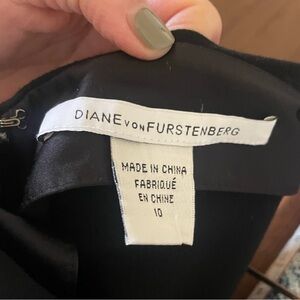 DIANE VON FURSTENBERG
MADE IN CHINA
FABRIQUÉ
EN CHINE
10